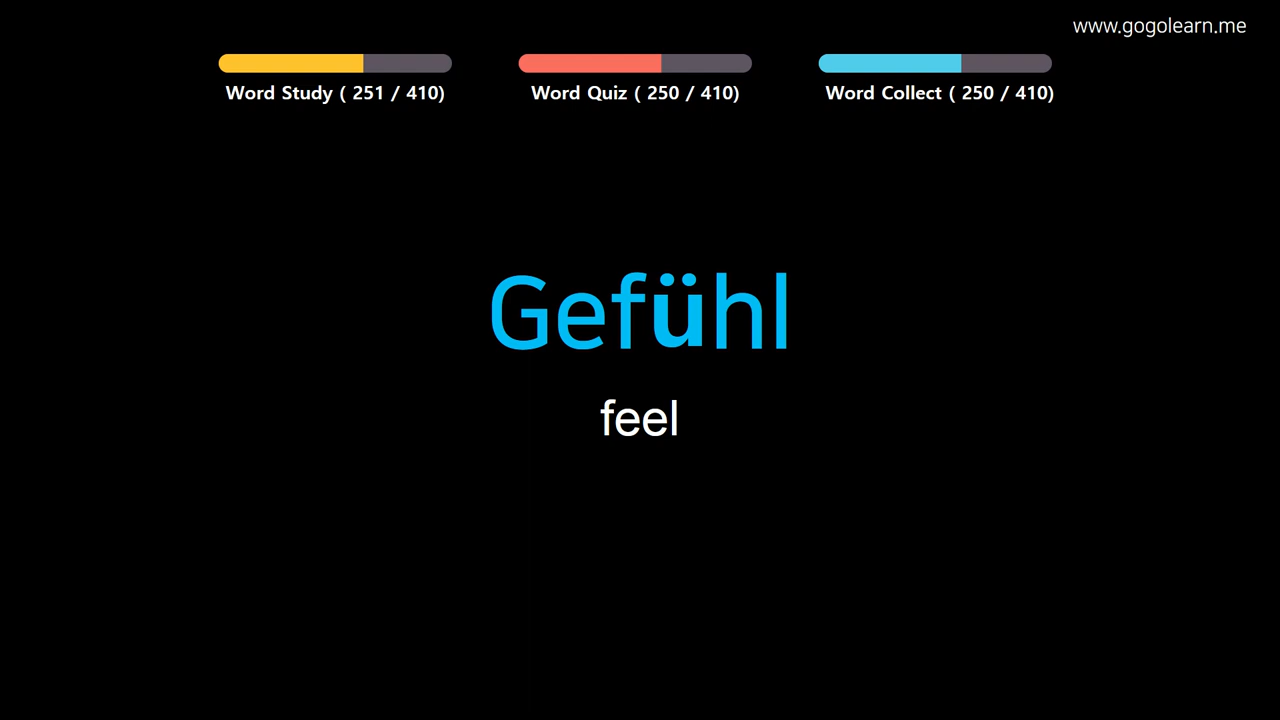 www.gogolearn.me
Word Study ( 251 / 410)
Word Quiz ( 250 / 410)
Word Collect ( 250 / 410)
Gefühl
feel